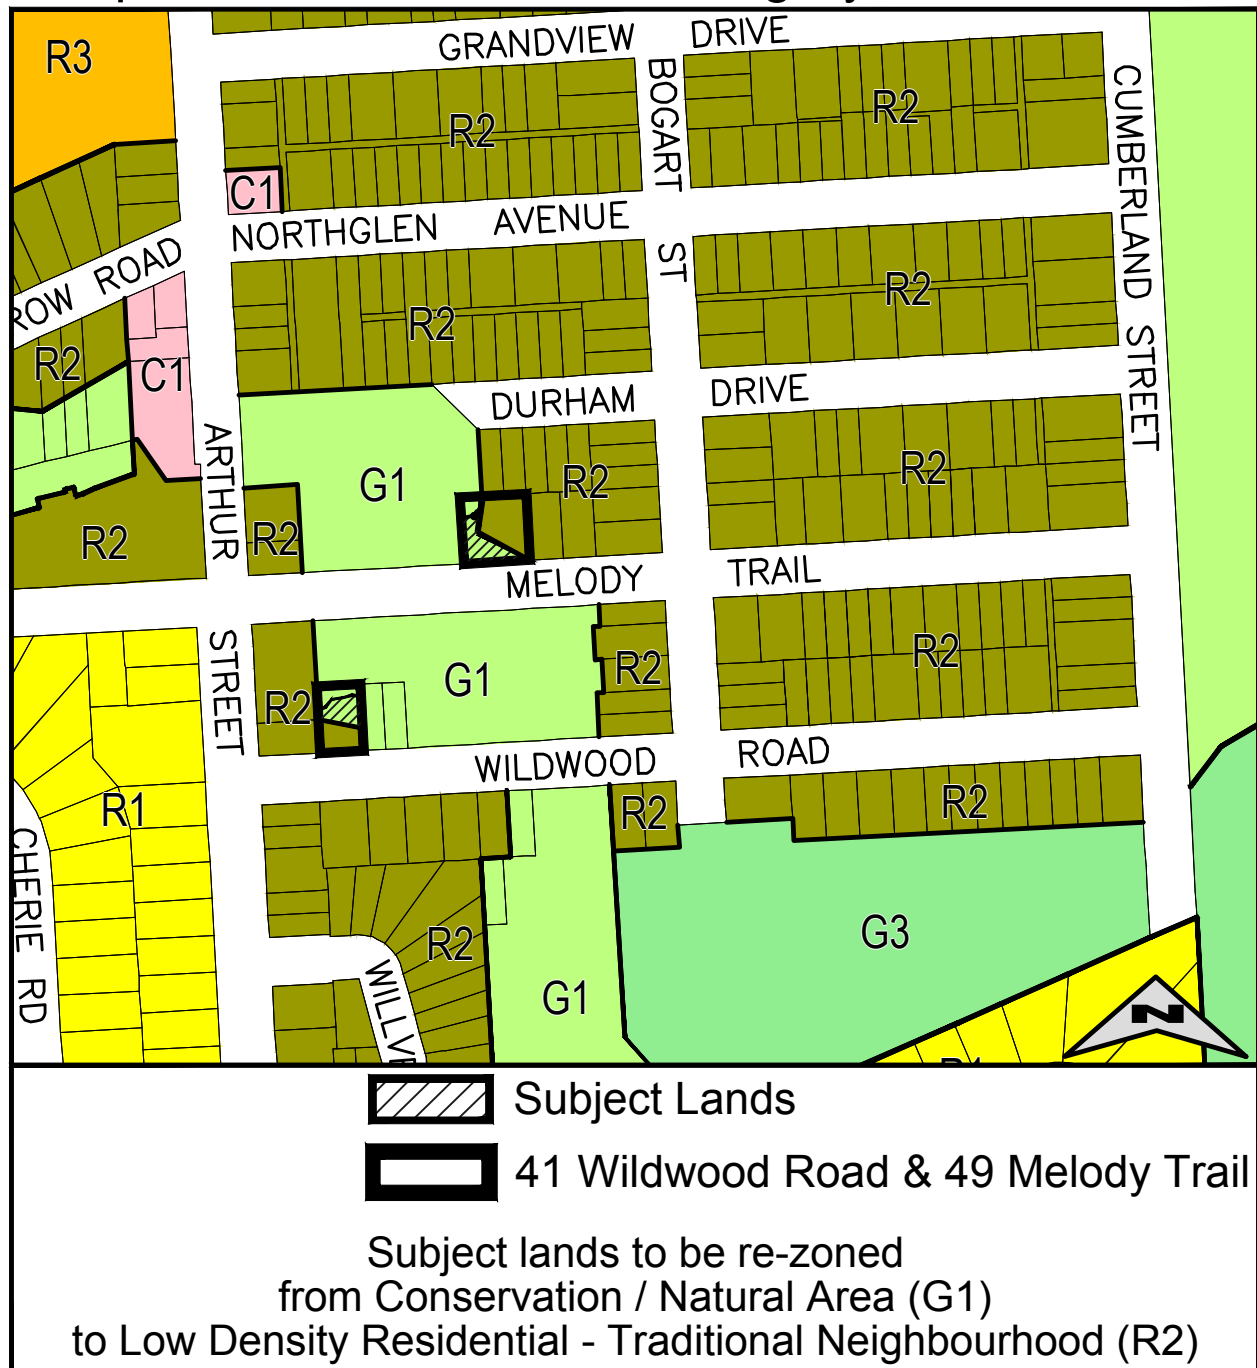 GRANDVIEW DRIVE
R3
BOGART ST
CUMBERLAND STREET
R2
R2
C1
NORTHGLEN AVENUE
ROW ROAD
R2
R2
R2
C1
DURHAM DRIVE
ARTHUR STREET
G1
R2
R2
R2
R2
MELODY TRAIL
R2
G1
R2
R2
WILDWOOD ROAD
R1
R2
R2
CHERIE RD
R2
G3
WILLVE
G1
N
Subject Lands
41 Wildwood Road & 49 Melody Trail
Subject lands to be re-zoned
from Conservation / Natural Area (G1)
to Low Density Residential - Traditional Neighbourhood (R2)